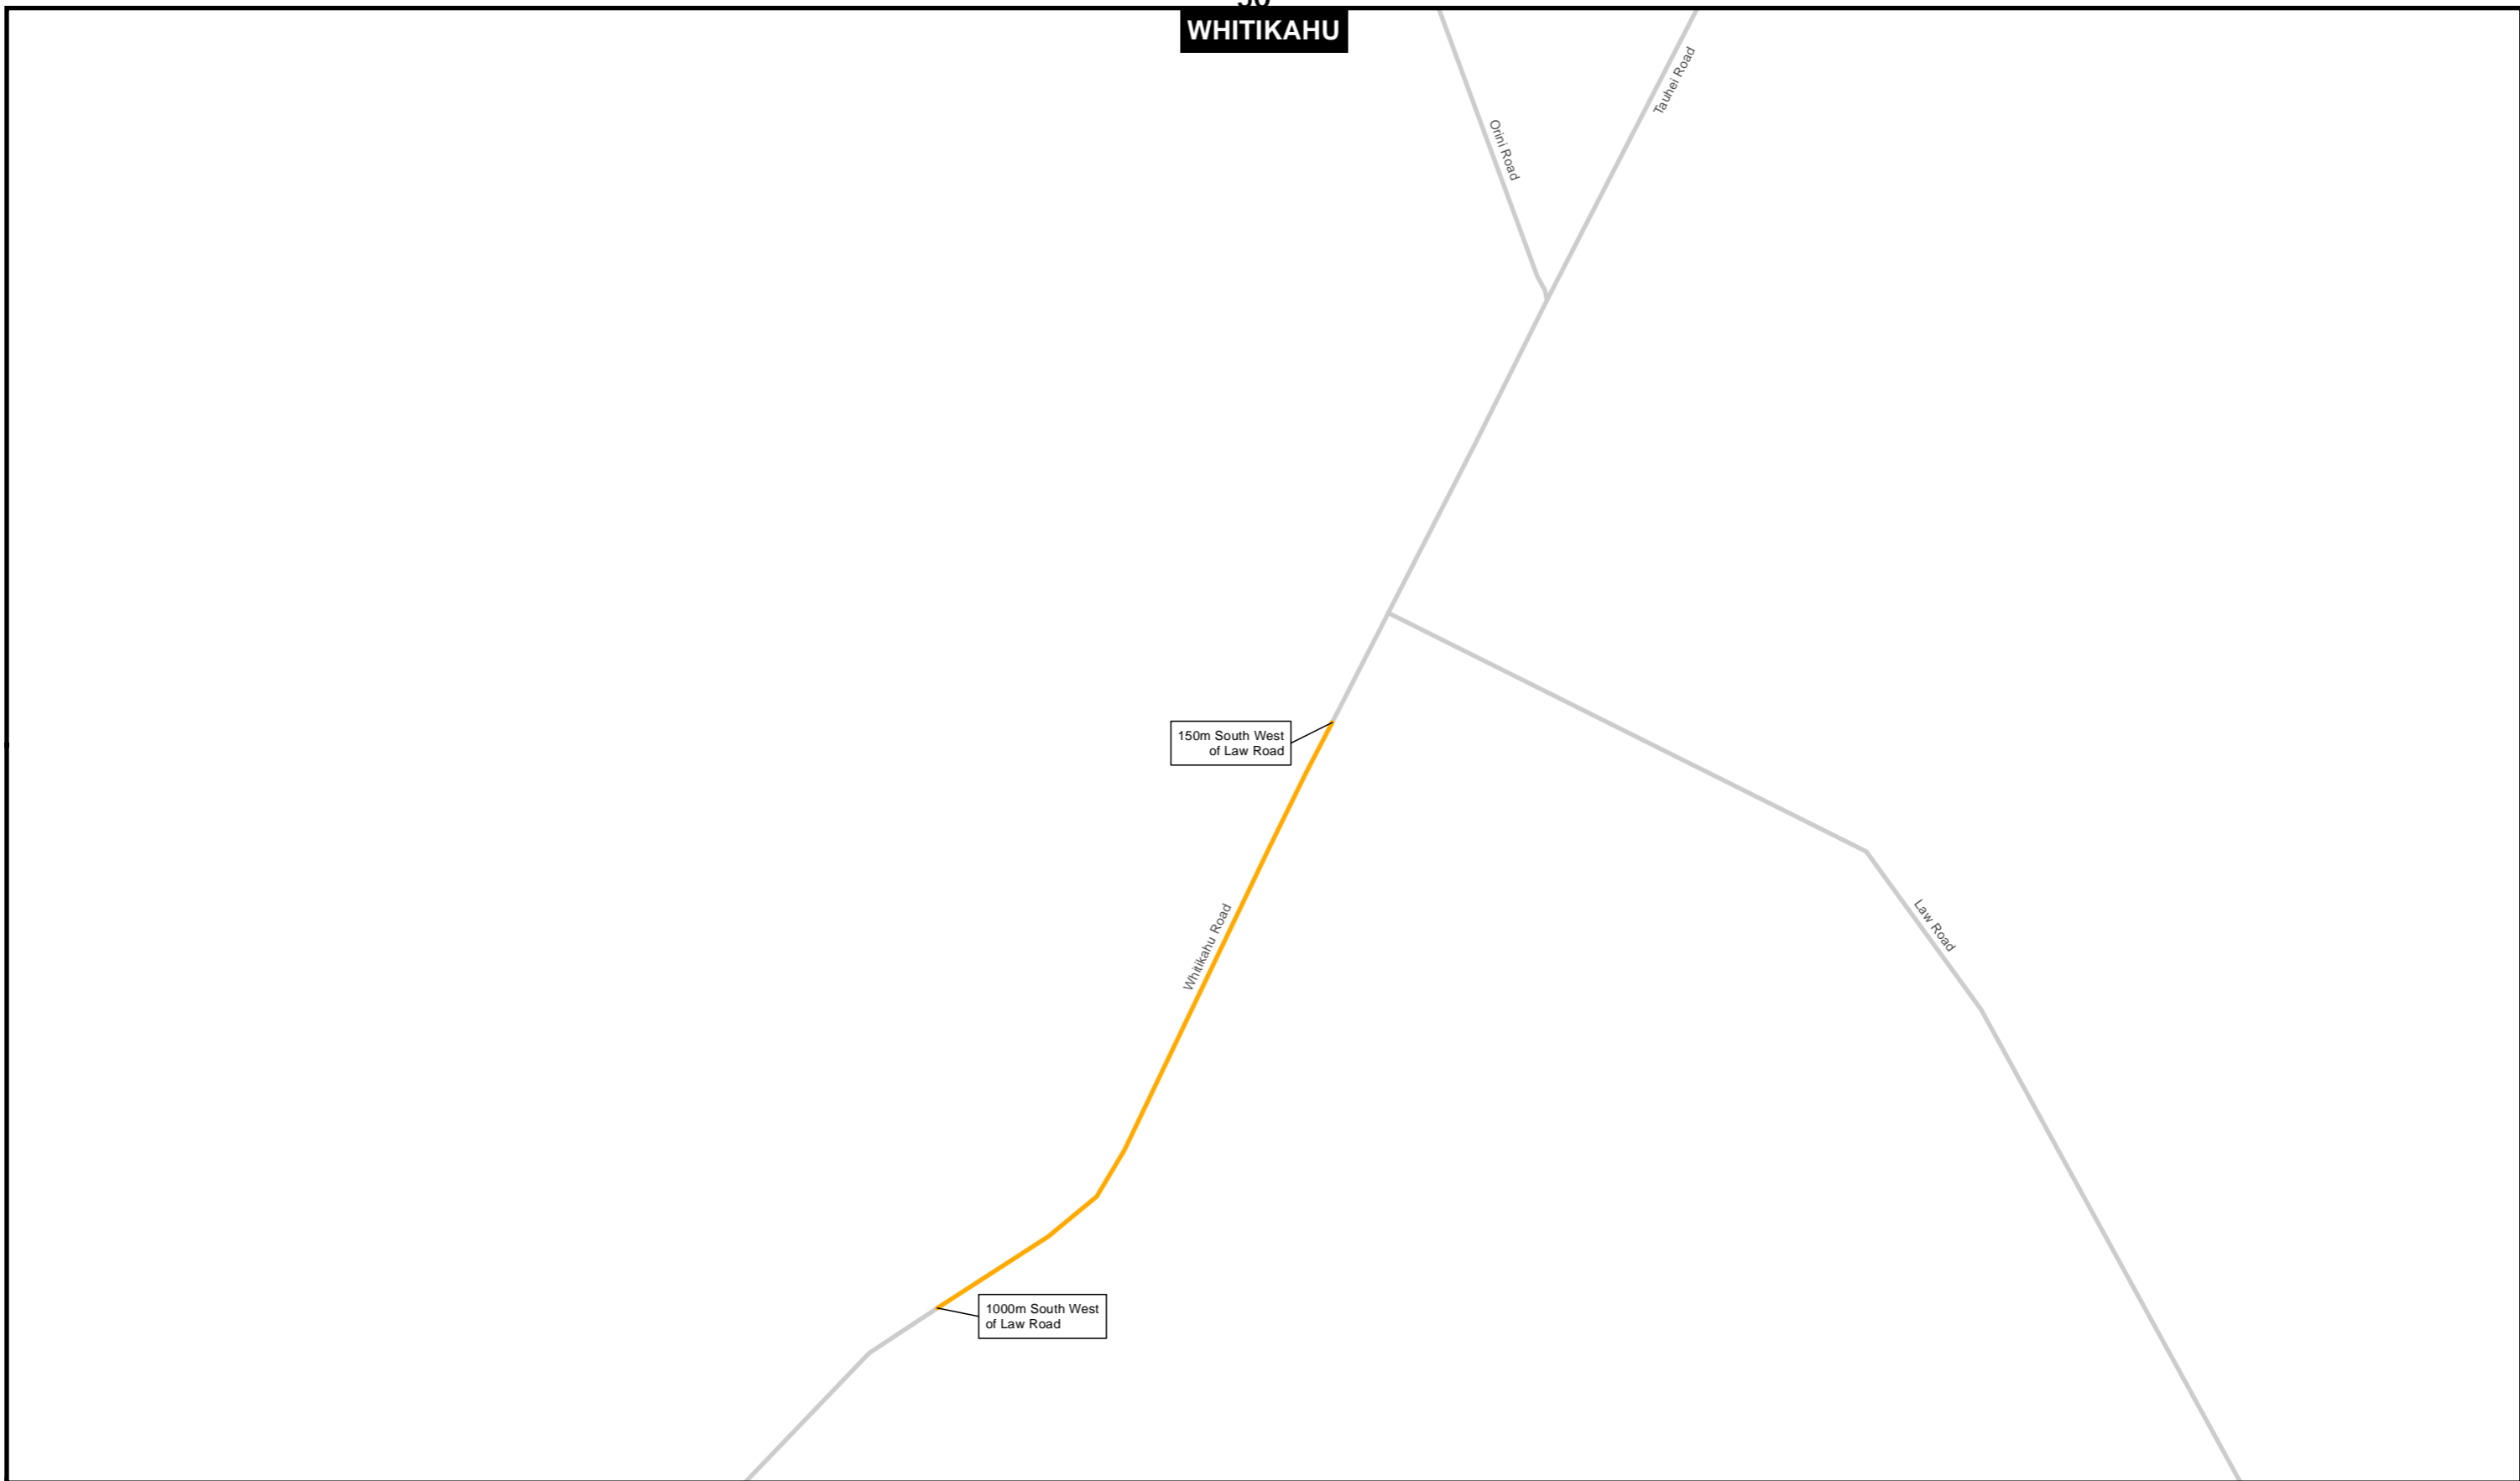 WHITIKAHU
Tauhei Road
Orini Road
150m South West
of Law Road
Whitikahu Road
Law Road
1000m South West
of Law Road